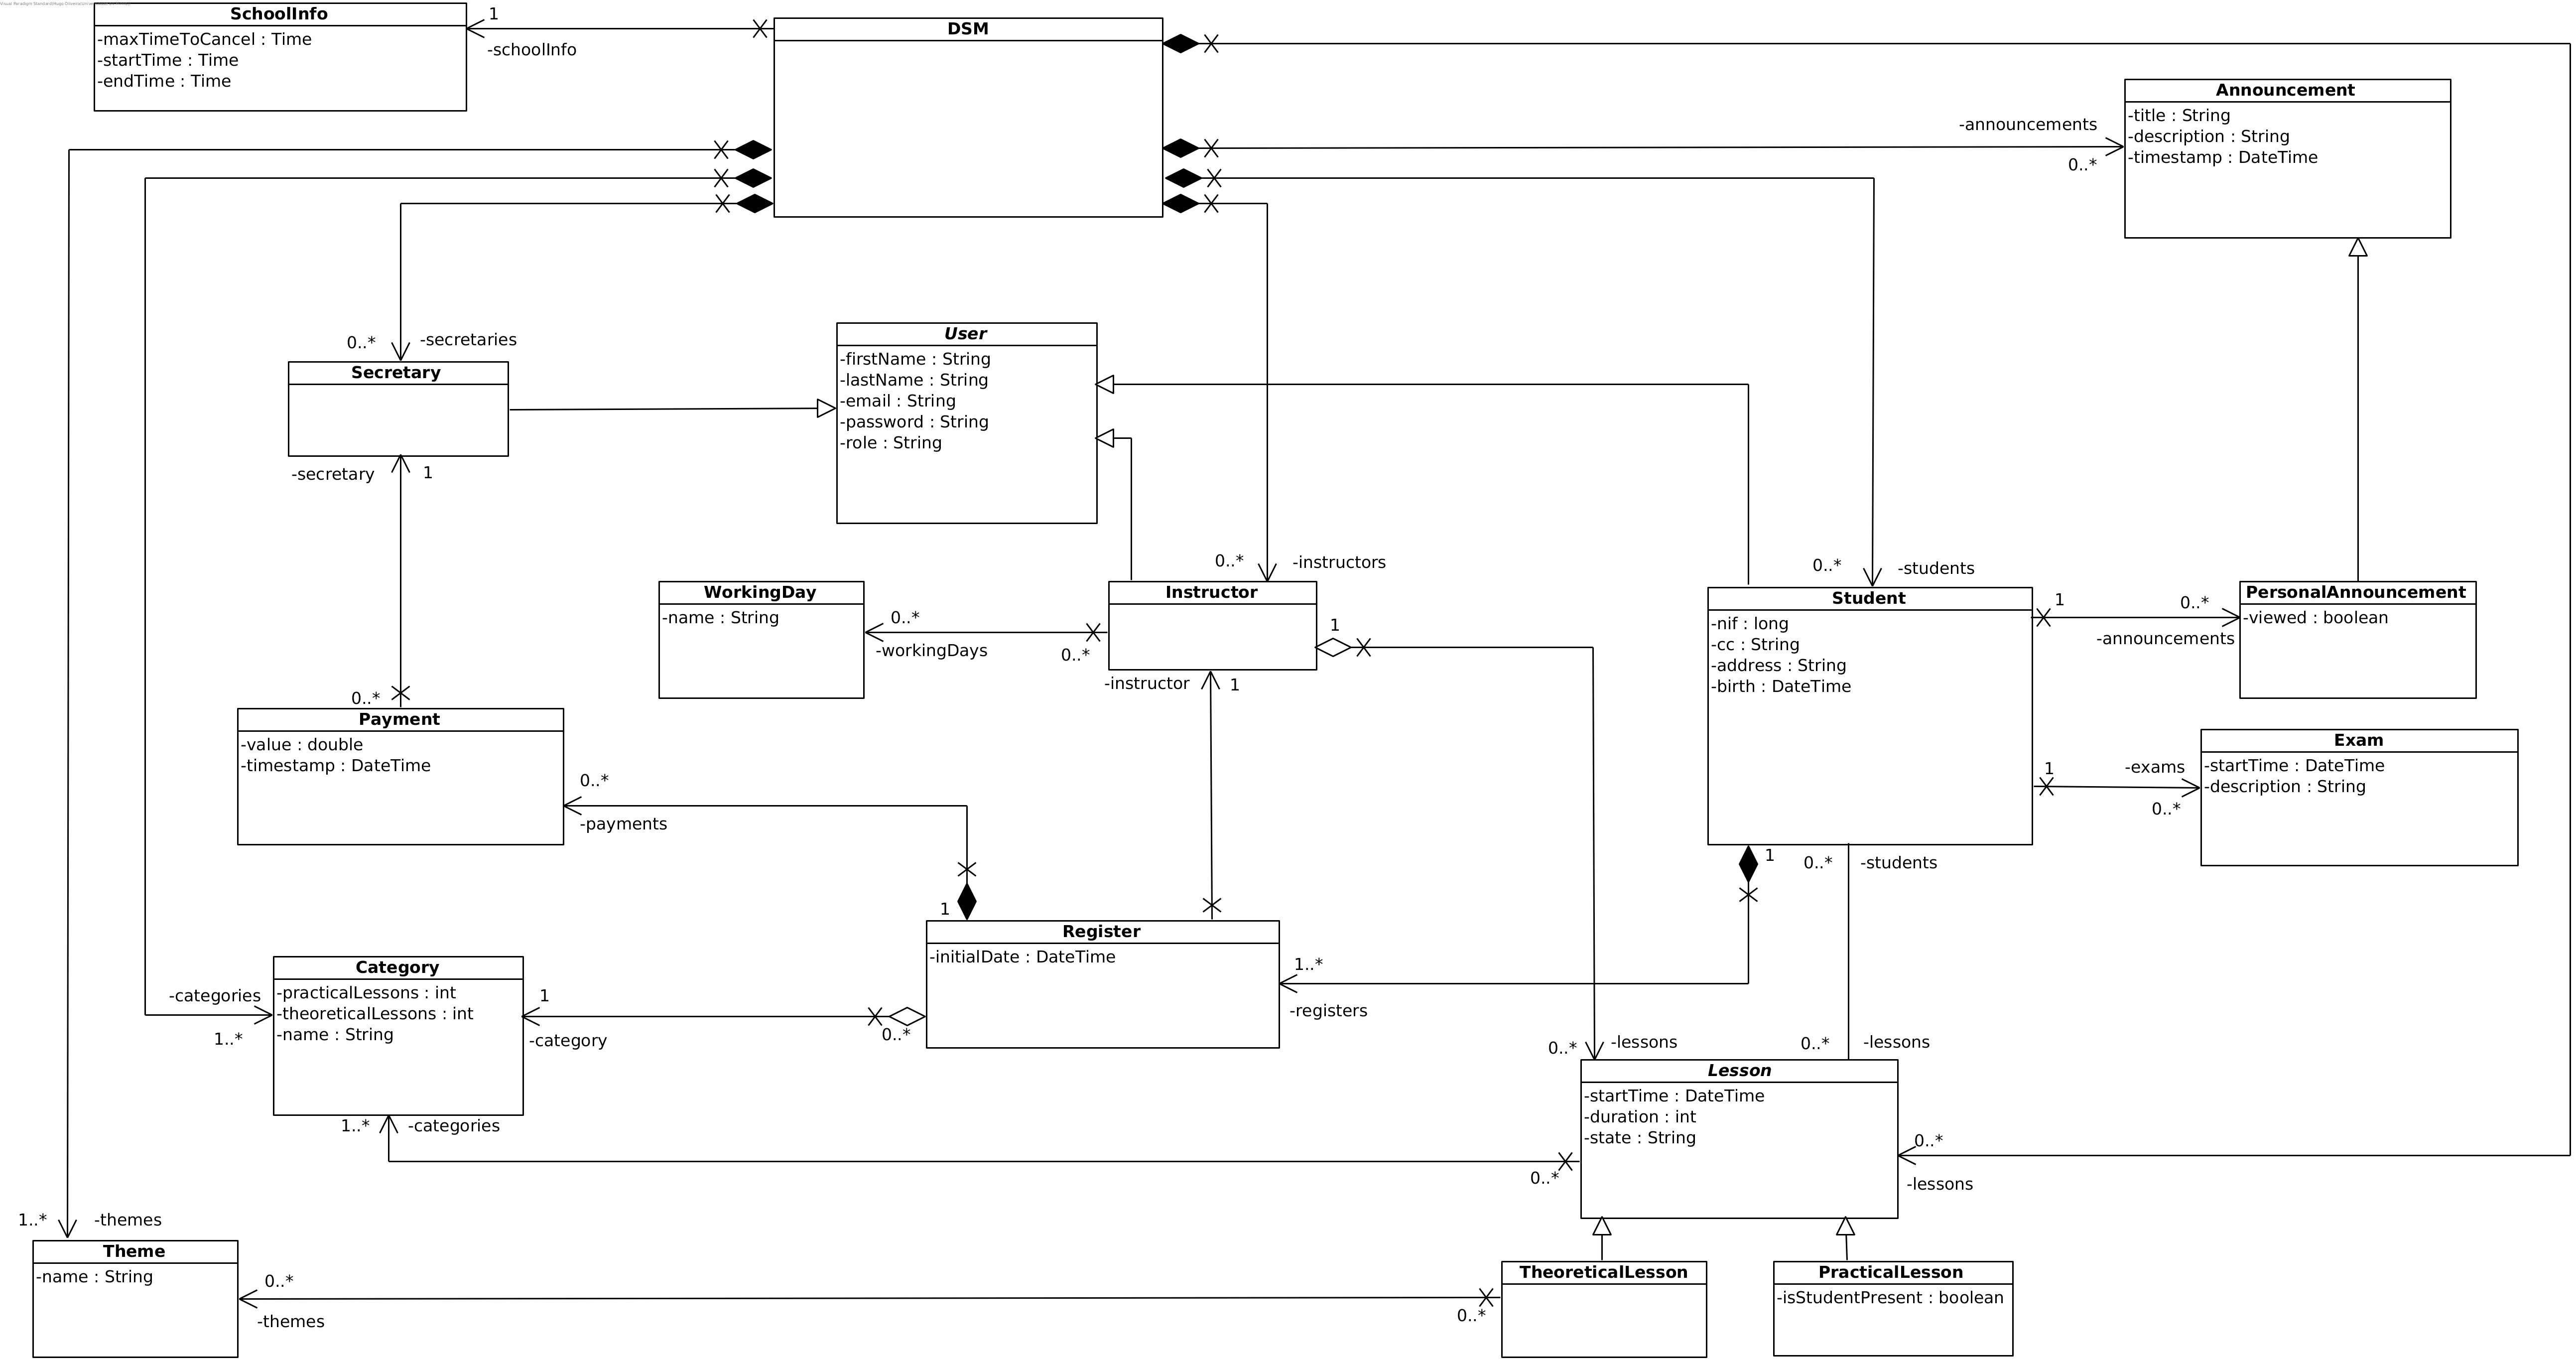 SchoolInfo
-maxTimeToCancel : Time
-startTime : Time
-endTime : Time
1
-schoolInfo
DSM
Announcement
-title : String
-description : String
-timestamp : DateTime
-announcements
0..*
0..*
-secretaries
Secretary
-secretary
1
User
-firstName : String
-lastName : String
-email : String
-password : String
-role : String
0..*
-instructors
0..*
-students
WorkingDay
-name : String
0..*
-workingDays
0..*
Instructor
1
-instructor
1
Student
-nif : long
-cc : String
-address : String
-birth : DateTime
1
0..*
-announcements
PersonalAnnouncement
-viewed : boolean
1
-exams
0..*
Exam
-startTime : DateTime
-description : String
0..*
Payment
-value : double
-timestamp : DateTime
0..*
-payments
1
1
0..*
-students
Register
-initialDate : DateTime
1..*
-registers
-categories
1..*
Category
-practicalLessons : int
-theoreticalLessons : int
-name : String
1
-category
0..*
1..*
-categories
0..*
-lessons
0..*
-lessons
Lesson
-startTime : DateTime
-duration : int
-state : String
0..*
-lessons
0..*
1..*
-themes
Theme
-name : String
0..*
-themes
0..*
TheoreticalLesson
PracticalLesson
-isStudentPresent : boolean